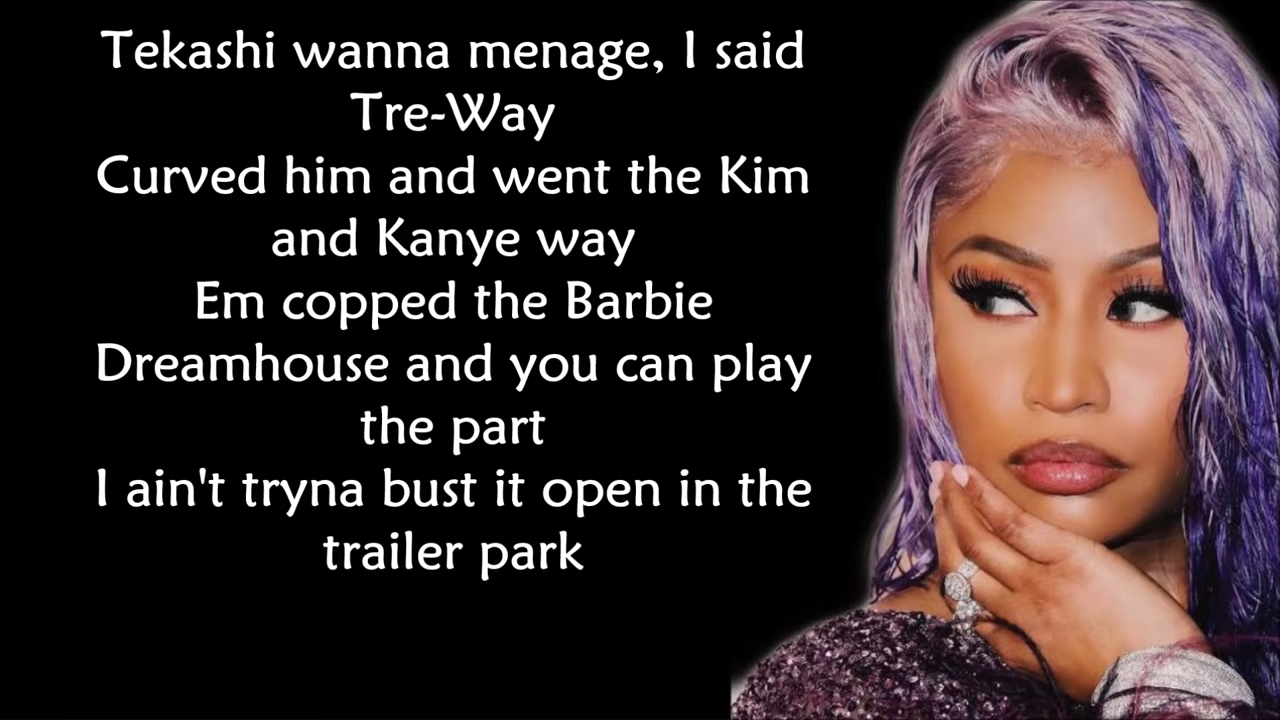 Tekashi wanna menage, I said
Tre-Way
Curved him and went the Kim
and Kanye way
Em copped the Barbie
Dreamhouse and you can play
the part
I ain't tryna bust it open in the
trailer park